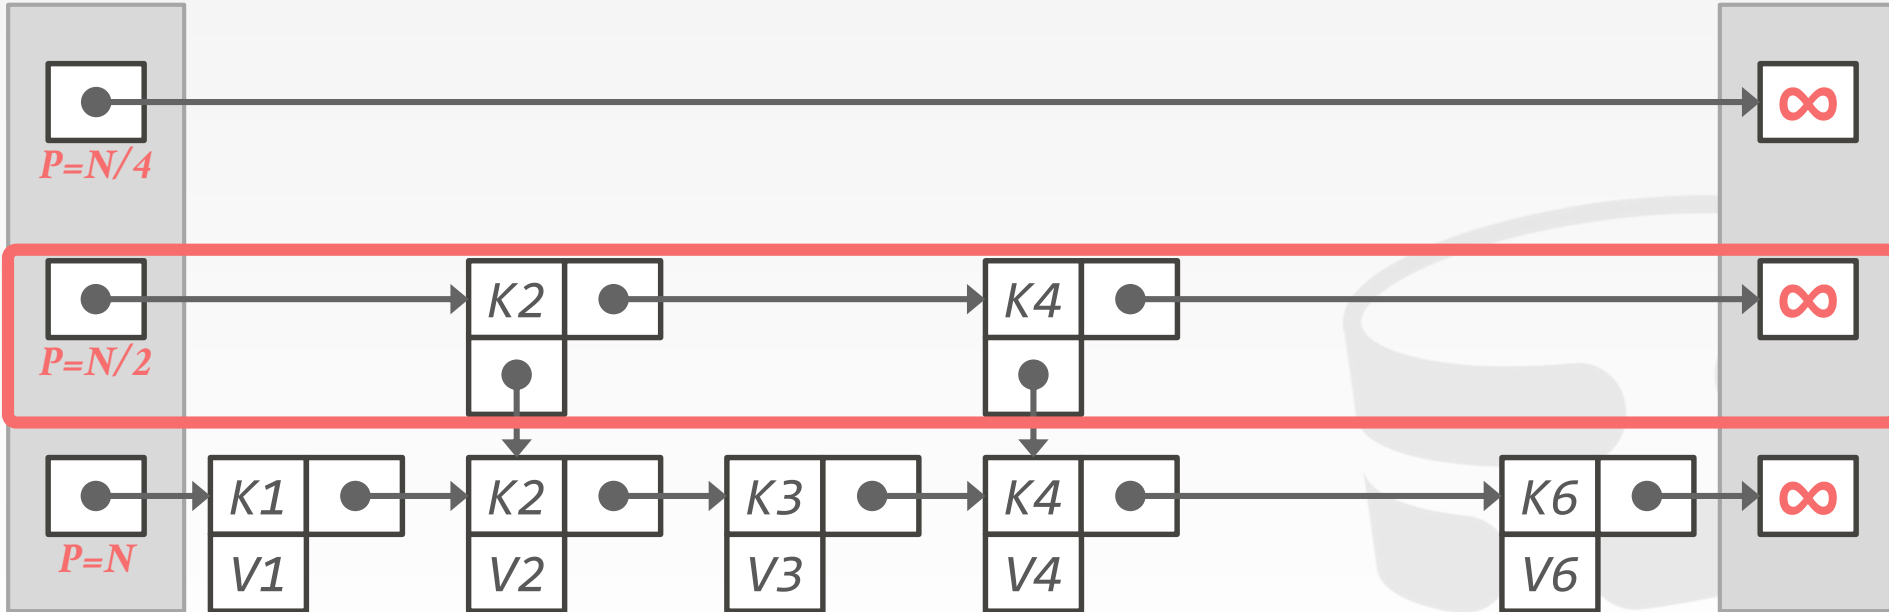 ∞
P=N/4
K2 K4 ∞
P=N/2
K1 K2 K3 K4 K6 ∞
P=N
V1 V2 V3 V4 V6